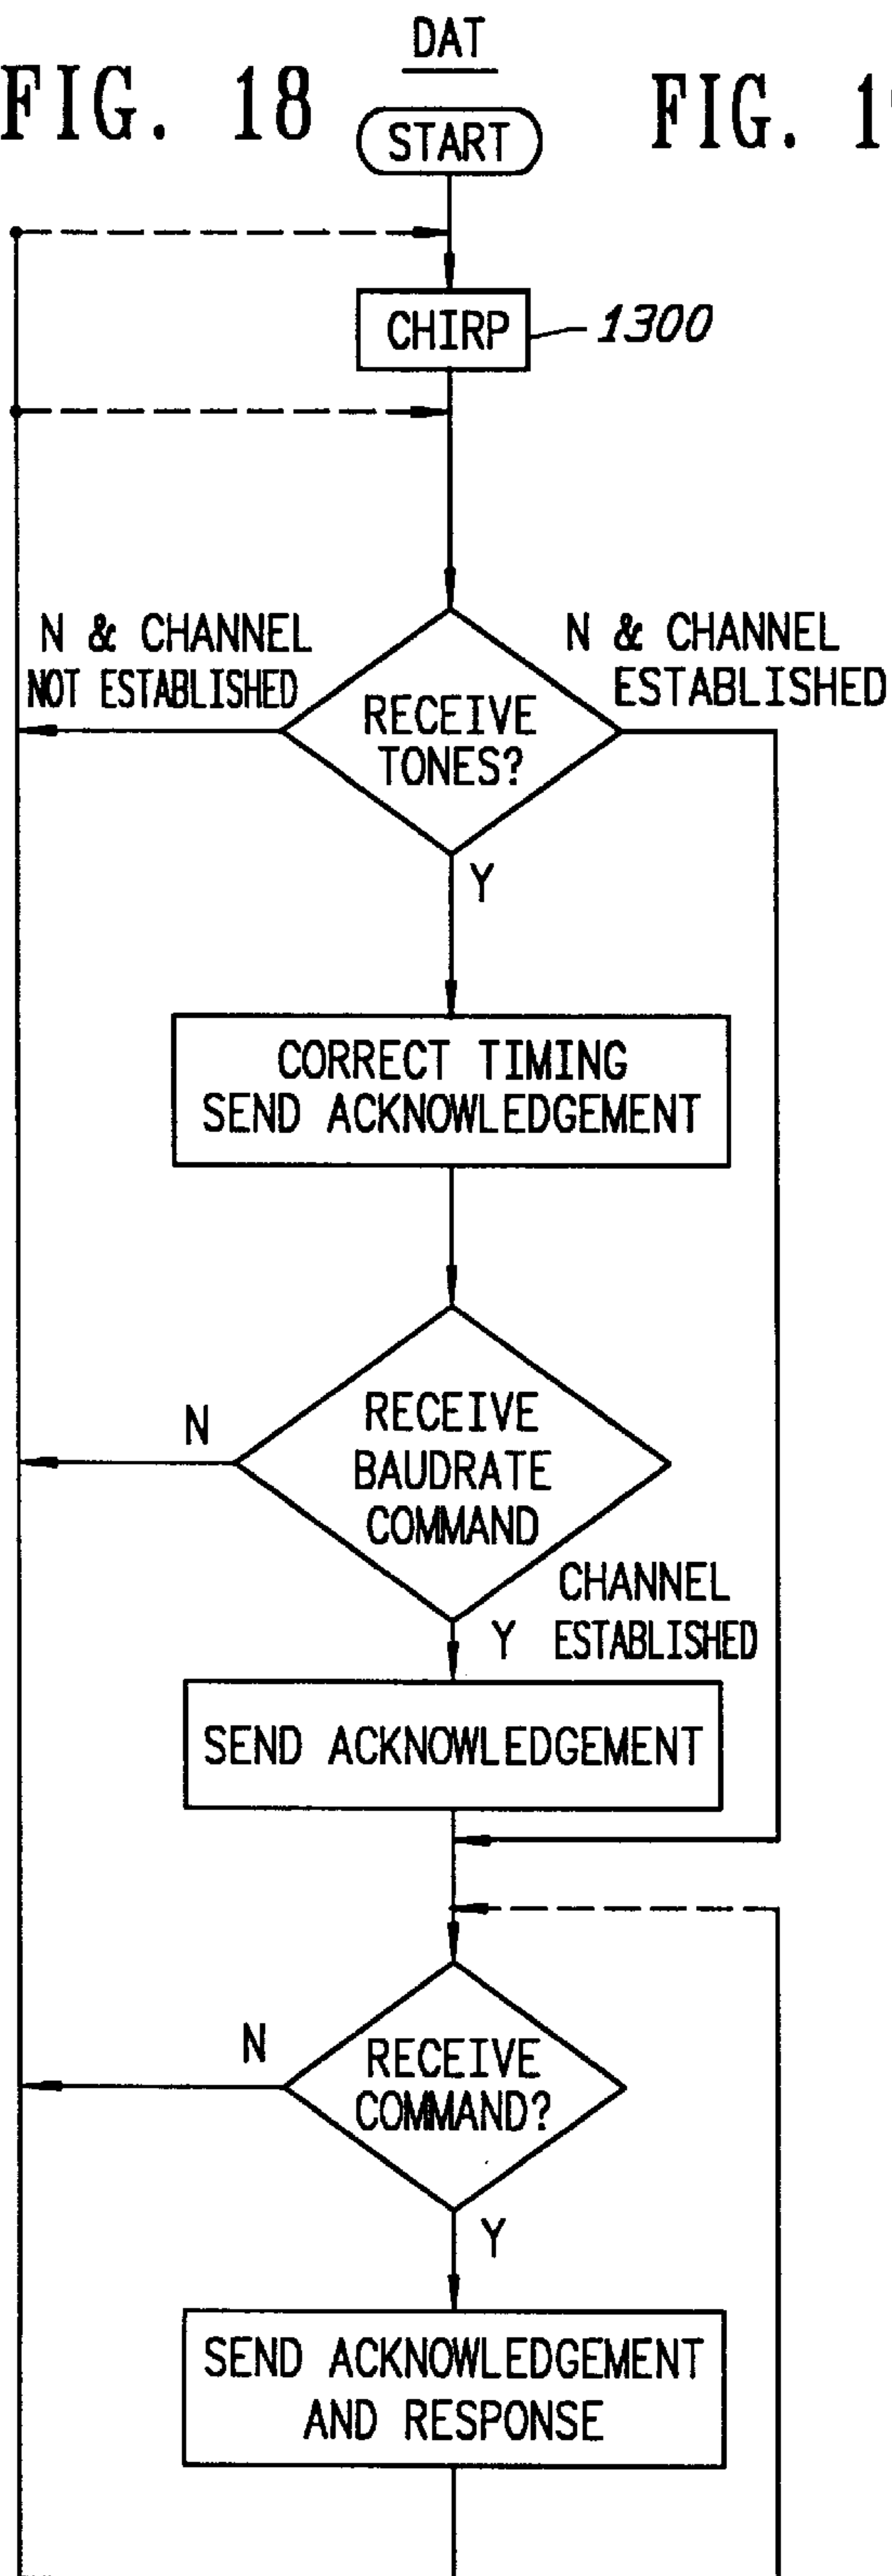 DAT
FIG. 18
FIG. 1
START
CHIRP
1300
N & CHANNEL
NOT ESTABLISHED
N & CHANNEL
ESTABLISHED
RECEIVE
TONES?
Y
CORRECT TIMING
SEND ACKNOWLEDGEMENT
N
RECEIVE
BAUDRATE
COMMAND
CHANNEL
Y ESTABLISHED
SEND ACKNOWLEDGEMENT
N
RECEIVE
COMMAND?
Y
SEND ACKNOWLEDGEMENT
AND RESPONSE